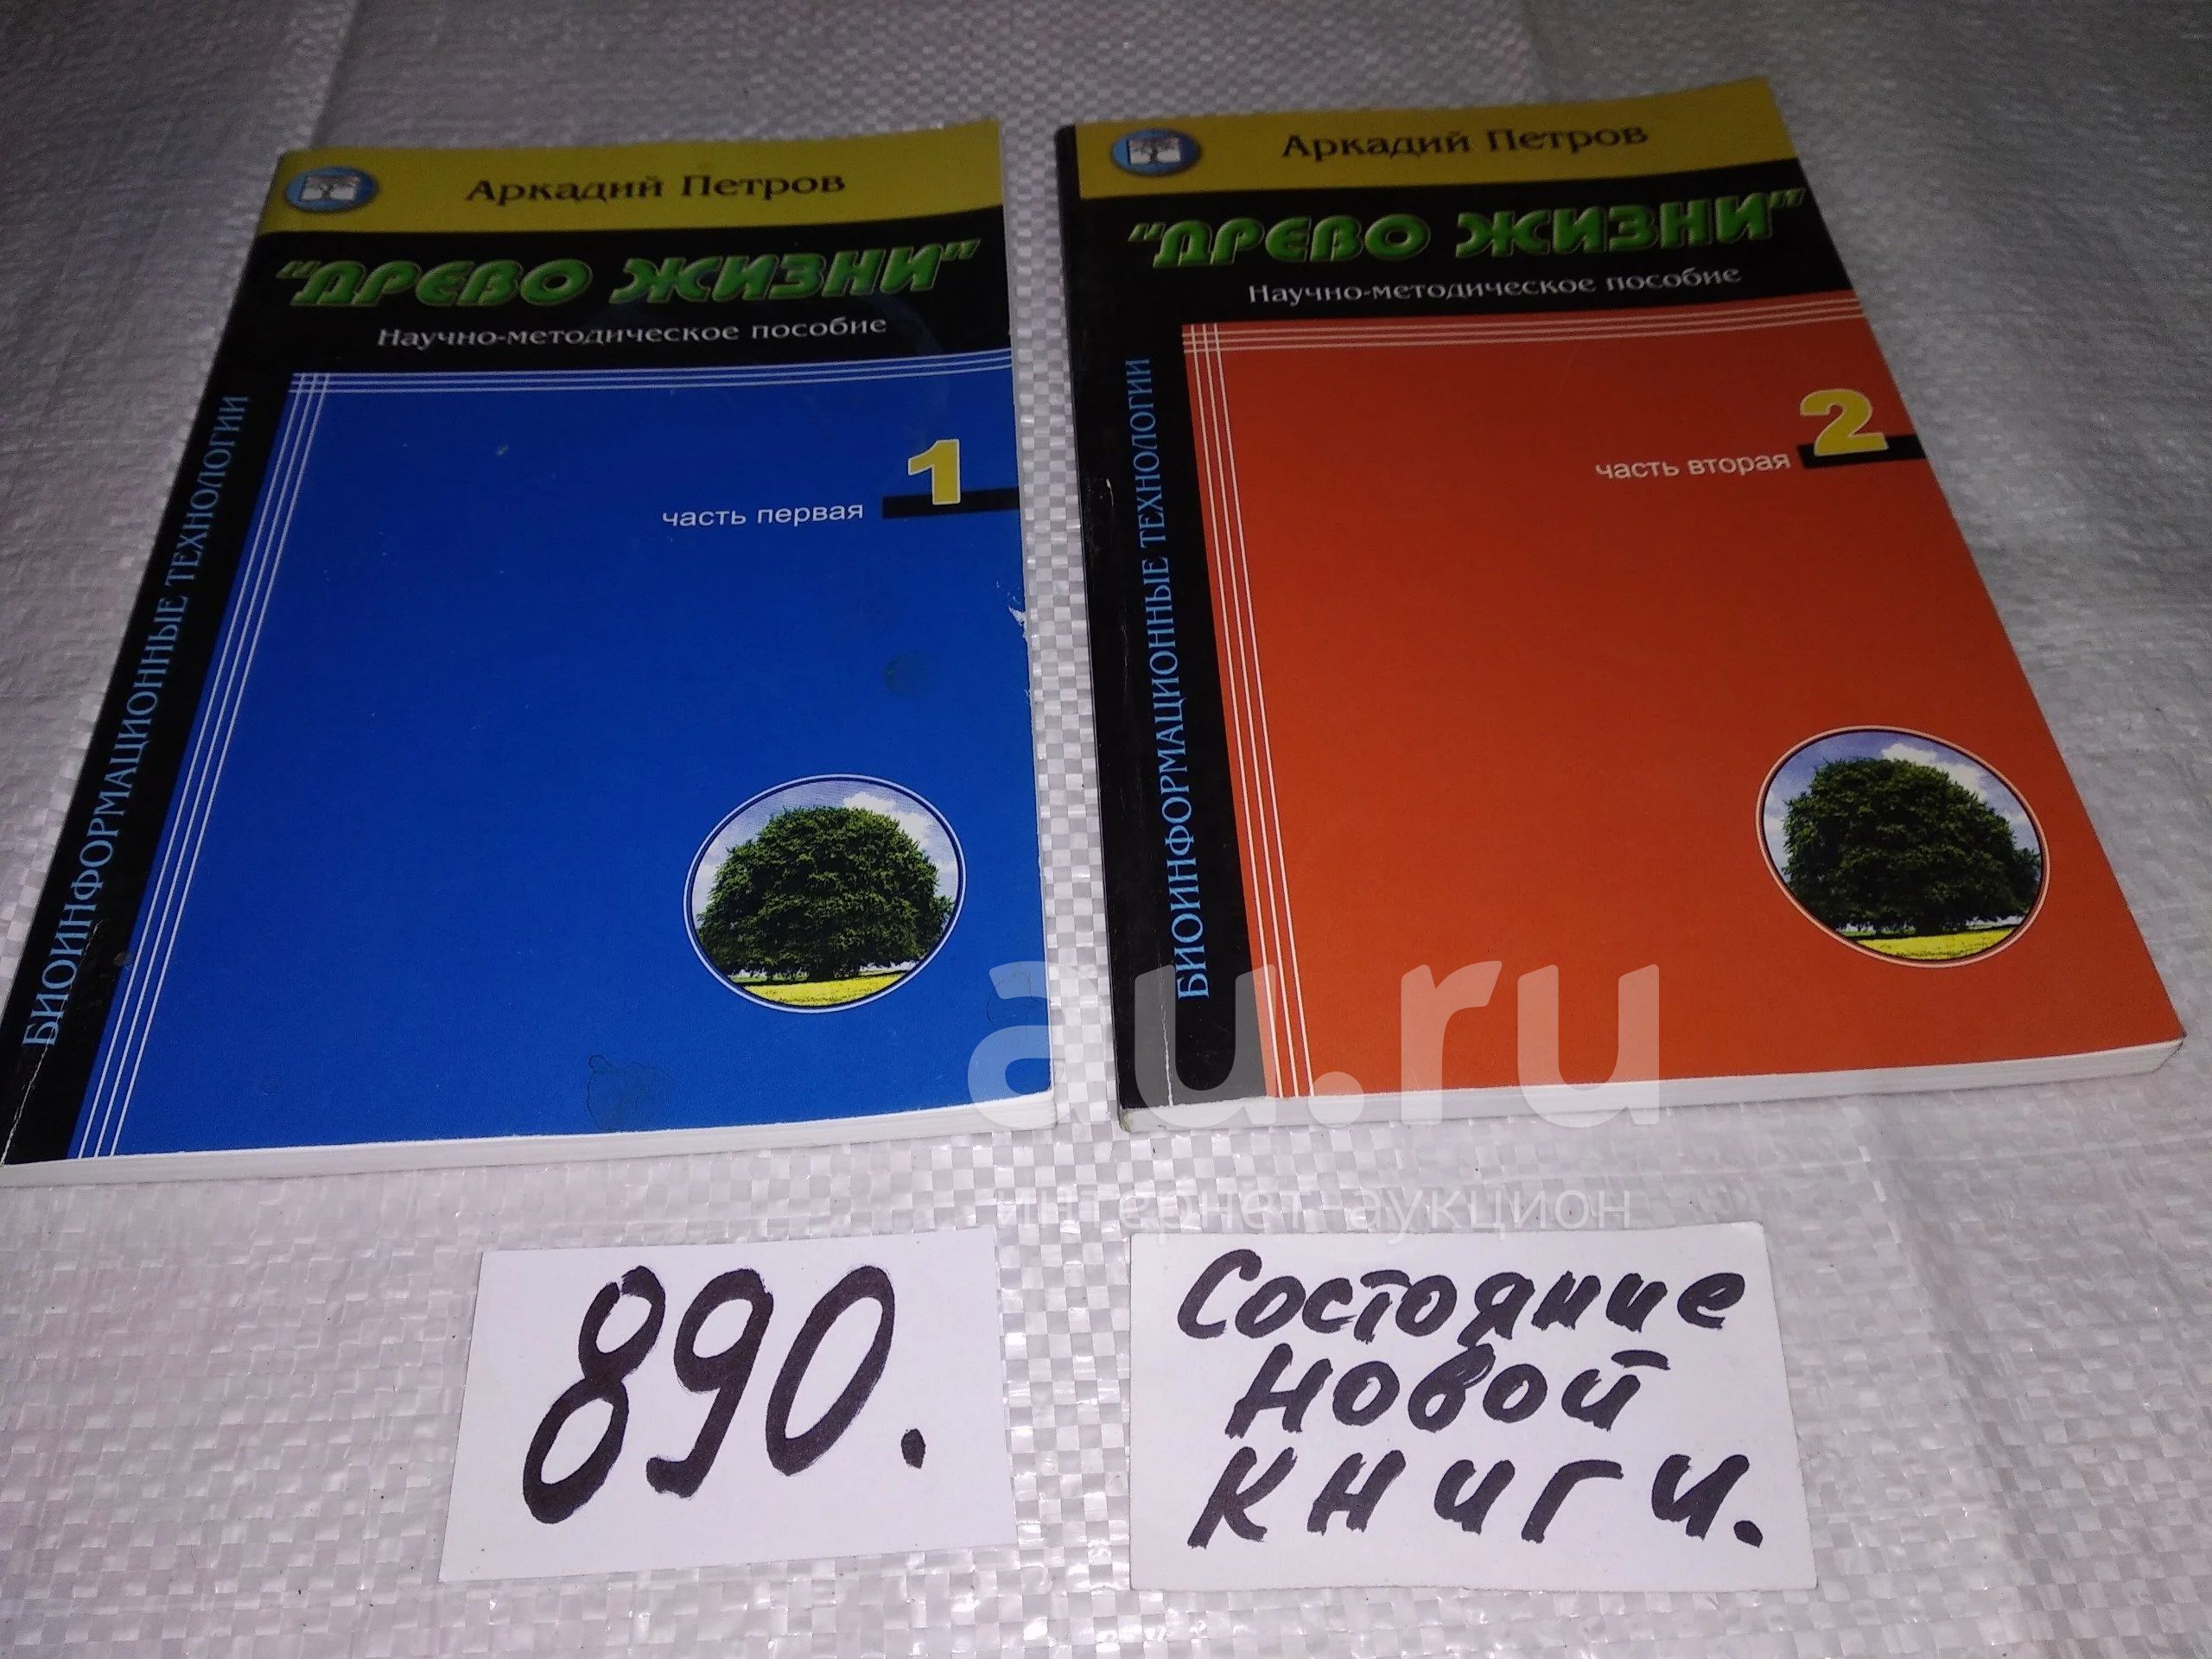 Аркадий Петров
"ДРЕВО ЖИЗНИ"
Научно-методическое пособие
БИОИНФОРМАЦИОННЫЕ ТЕХНОЛОГИИ
1
часть первая
Аркадий Петров
"ДРЕВО ЖИЗНИ"
Научно-методическое пособие
БИОИНФОРМАЦИОННЫЕ ТЕХНОЛОГИИ
2
часть вторая
au.ru
интернет-аукцион
890.
Состояние
новой
книги.